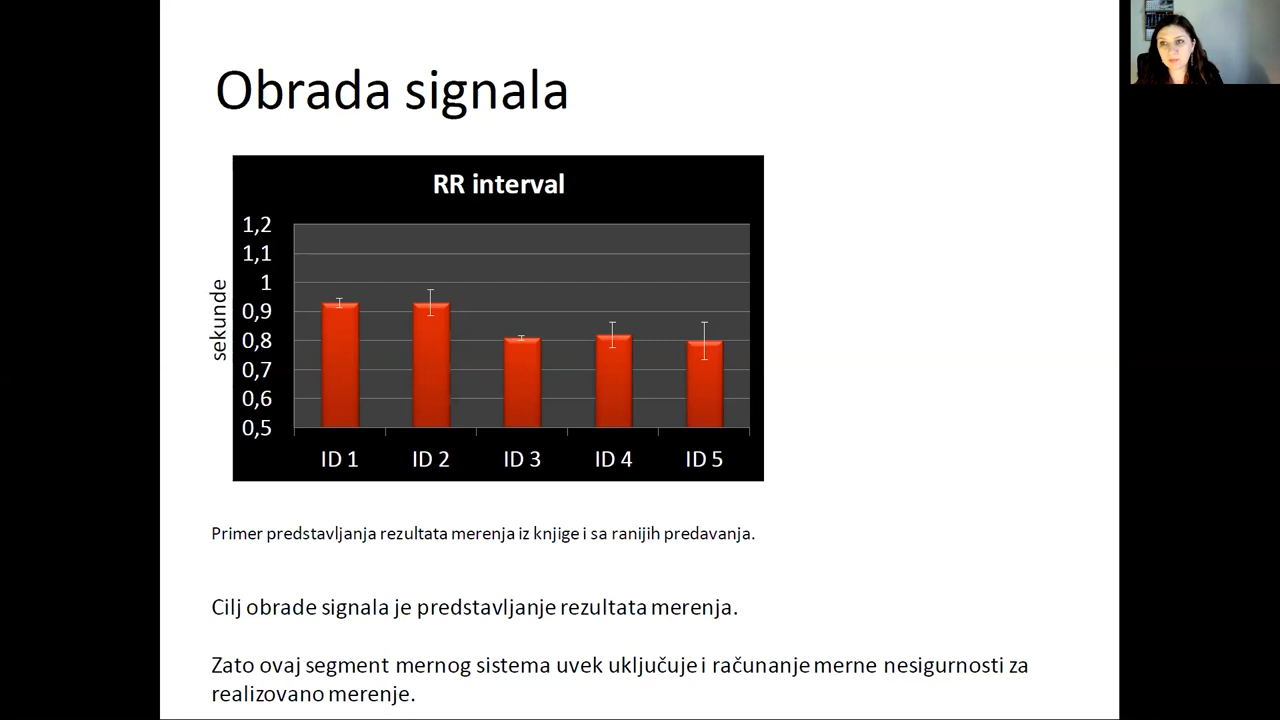 Obrada signala
RR interval
sekunde
1,2
1,1
1
0,9
0,8
0,7
0,6
0,5
ID 1 ID 2 ID 3 ID 4 ID 5
Primer predstavljanja rezultata merenja iz knjige i sa ranijih predavanja.
Cilj obrade signala je predstavljanje rezultata merenja.
Zato ovaj segment mernog sistema uvek uključuje i računanje merne nesigurnosti za
realizovano merenje.